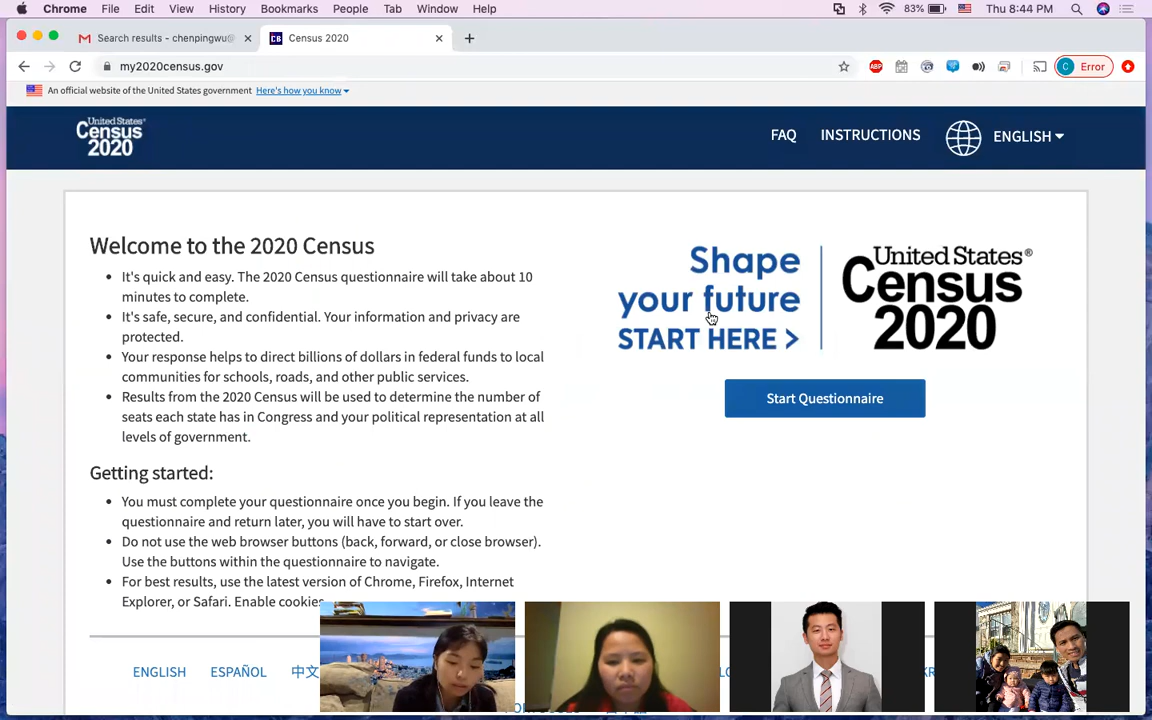 Chrome File Edit View History Bookmarks People Tab Window Help 83% Thu 8:44 PM
Search results - chenpingwu@ Census 2020
my2020census.gov ABP C Error
An official website of the United States government Here's how you know
United States® Census 2020 FAQ INSTRUCTIONS ENGLISH
Welcome to the 2020 Census
• It's quick and easy. The 2020 Census questionnaire will take about 10
minutes to complete.
• It's safe, secure, and confidential. Your information and privacy are
protected.
• Your response helps to direct billions of dollars in federal funds to local
communities for schools, roads, and other public services.
• Results from the 2020 Census will be used to determine the number of
seats each state has in Congress and your political representation at all
levels of government.
Getting started:
• You must complete your questionnaire once you begin. If you leave the
questionnaire and return later, you will have to start over.
• Do not use the web browser buttons (back, forward, or close browser).
Use the buttons within the questionnaire to navigate.
• For best results, use the latest version of Chrome, Firefox, Internet
Explorer, or Safari. Enable cookies
Shape
your future
START HERE >
United States®
Census
2020
Start Questionnaire
ENGLISH ESPAÑOL 中文